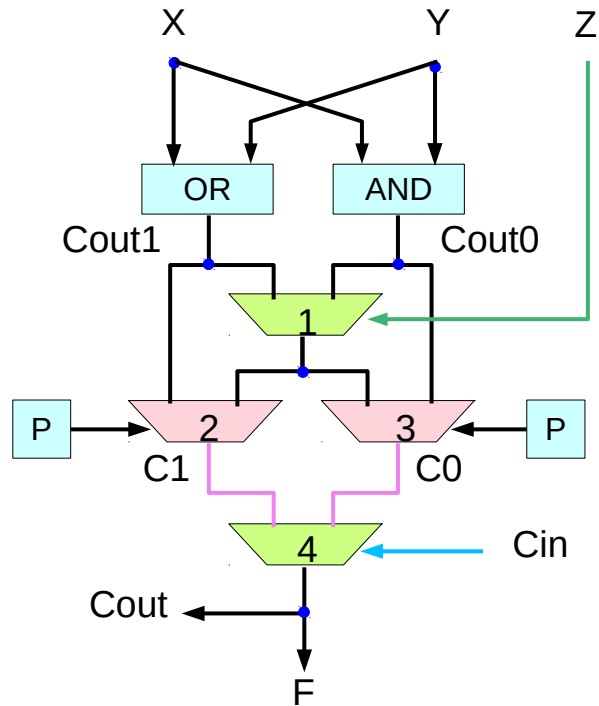 X Y Z
OR AND
Cout1 Cout0
1
P 2 3 P
C1 C0
4 Cin
Cout
F